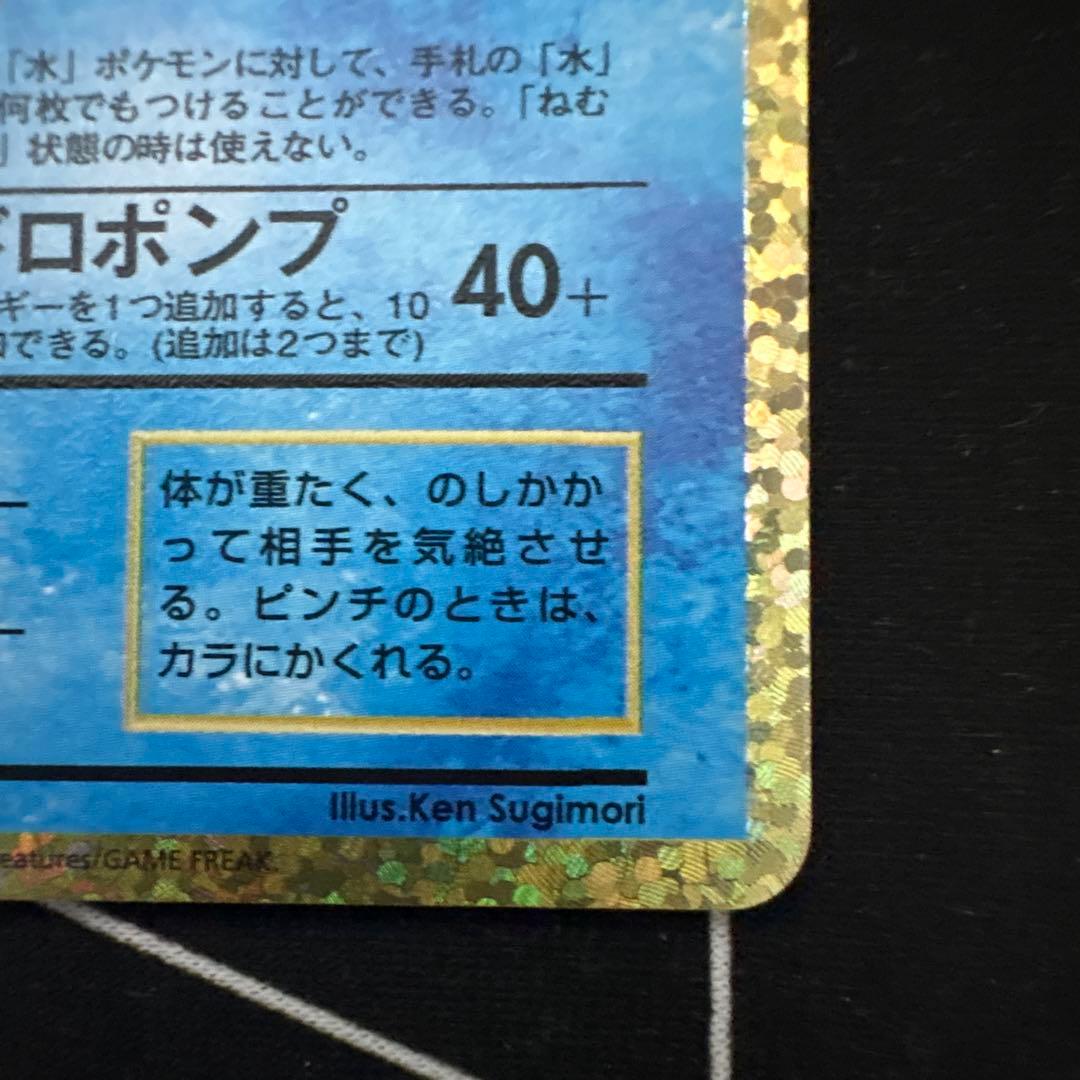 「水」ポケモンに対して、手札の「水」
何枚でもつけることができる。「ねむ
」状態の時は使えない。
ドロポンプ
40+
ギーを1つ追加すると、10
できる。(追加は2つまで)
体が重たく、のしかか
って相手を気絶させ
る。ピンチのときは、
カラにかくれる。
Illus.Ken Sugimori
eatures/GAME FREAK.